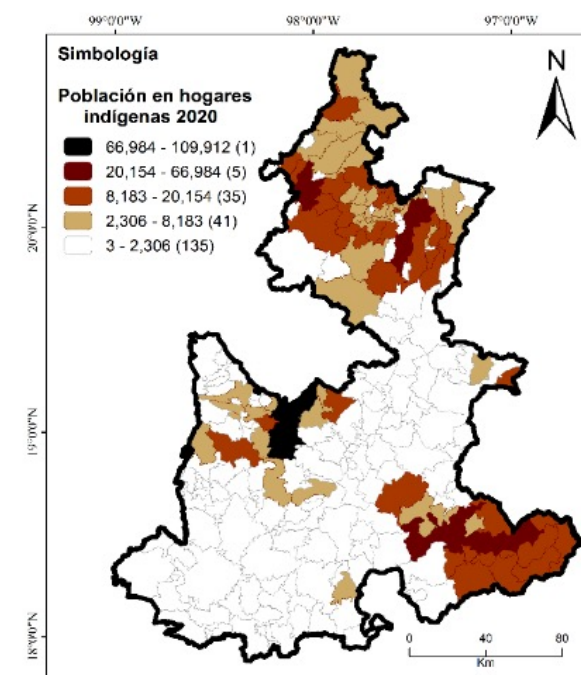 99°0'0"W
98°0'0"W
97°0'0"W
Simbología
N
Población en hogares
indígenas 2020
66,984 - 109,912 (1)
20,154 - 66,984 (5)
8,183 - 20,154 (35)
2,306 - 8,183 (41)
3 - 2,306 (135)
20°0'0"N
19°0'0"N
18°0'0"N
0 40 80
Km